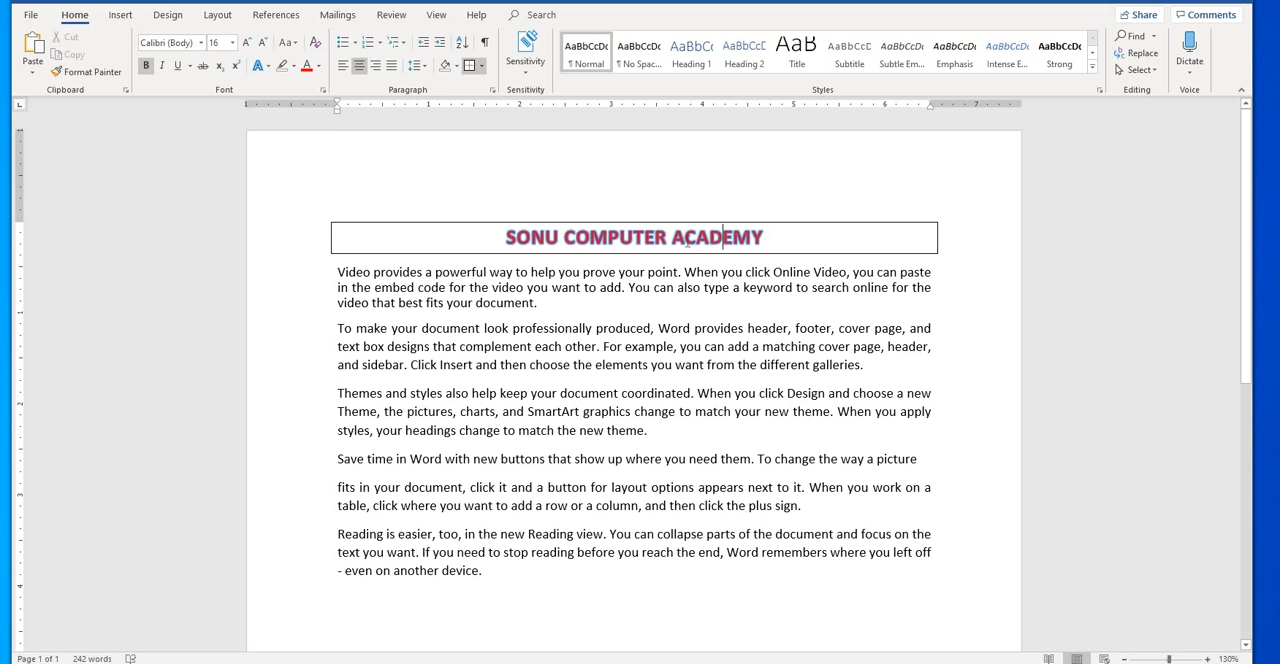 File Home Insert Design Layout References Mailings Review View Help Search Share Comments
Cut
Copy
Format Painter
Paste
Calibri (Body) 16
Sensitivity
AaBbCcDc AaBbCcDc AaBbCc AaBbCcD AaB AaBbCcD AaBbCcDc AaBbCcDc AaBbCcDc AaBbCcDc
¶ Normal ¶ No Spac... Heading 1 Heading 2 Title Subtitle Subtle Em... Emphasis Intense E... Strong
Find
Replace
Select
Dictate
Clipboard Font Paragraph Sensitivity Styles Editing Voice
SONU COMPUTER ACADEMY
Video provides a powerful way to help you prove your point. When you click Online Video, you can paste
in the embed code for the video you want to add. You can also type a keyword to search online for the
video that best fits your document.
To make your document look professionally produced, Word provides header, footer, cover page, and
text box designs that complement each other. For example, you can add a matching cover page, header,
and sidebar. Click Insert and then choose the elements you want from the different galleries.
Themes and styles also help keep your document coordinated. When you click Design and choose a new
Theme, the pictures, charts, and SmartArt graphics change to match your new theme. When you apply
styles, your headings change to match the new theme.
Save time in Word with new buttons that show up where you need them. To change the way a picture
fits in your document, click it and a button for layout options appears next to it. When you work on a
table, click where you want to add a row or a column, and then click the plus sign.
Reading is easier, too, in the new Reading view. You can collapse parts of the document and focus on the
text you want. If you need to stop reading before you reach the end, Word remembers where you left off
- even on another device.
Page 1 of 1 242 words 130%